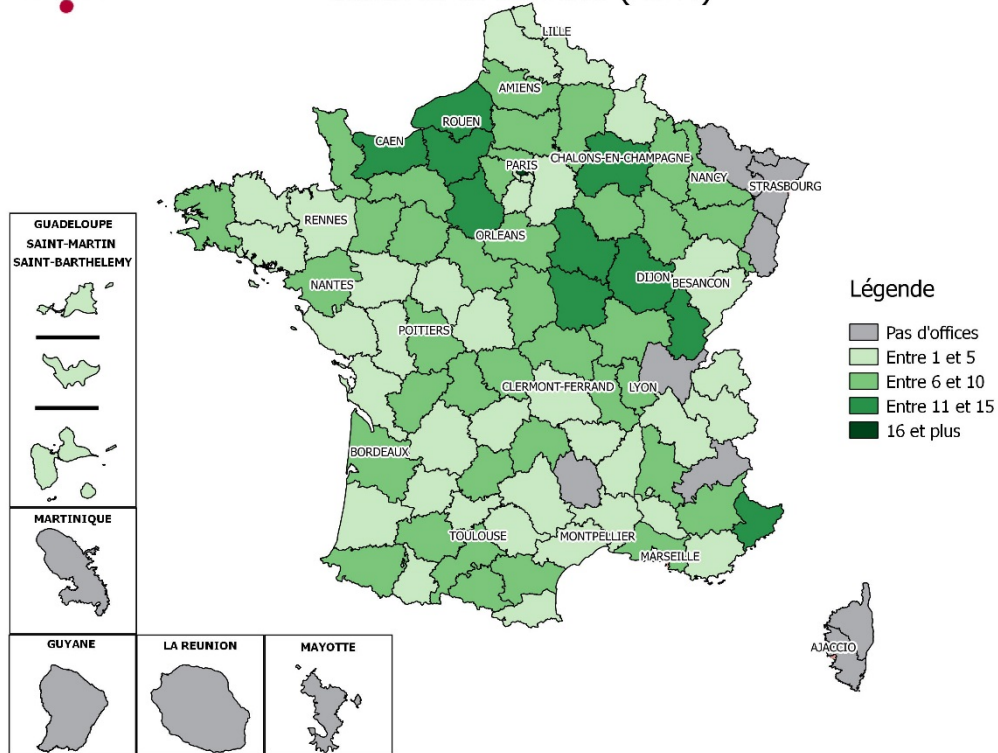 LILLE
AMIENS
ROUEN
CAEN
PARIS
CHALONS-EN-CHAMPAGNE
NANCY
STRASBOURG
RENNES
ORLEANS
NANTES
DIJON
BESANCON
POITIERS
CLERMONT-FERRAND
LYON
BORDEAUX
TOULOUSE
MONTPELLIER
MARSEILLE
AJACCIO
GUADELOUPE
SAINT-MARTIN
SAINT-BARTHELEMY
MARTINIQUE
GUYANE
LA REUNION
MAYOTTE
Légende
Pas d'offices
Entre 1 et 5
Entre 6 et 10
Entre 11 et 15
16 et plus